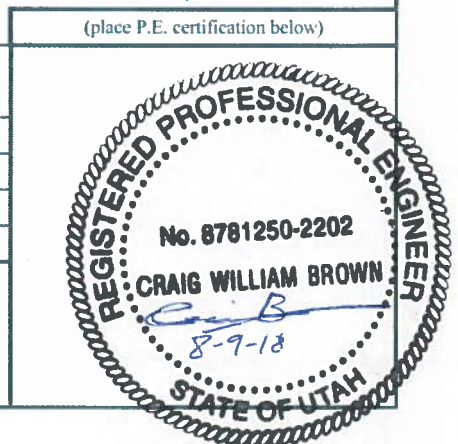 (place P.E. certification below)
REGISTERED PROFESSIONAL ENGINEER
No. 8781250-2202
CRAIG WILLIAM BROWN
8-9-18
STATE OF UTAH